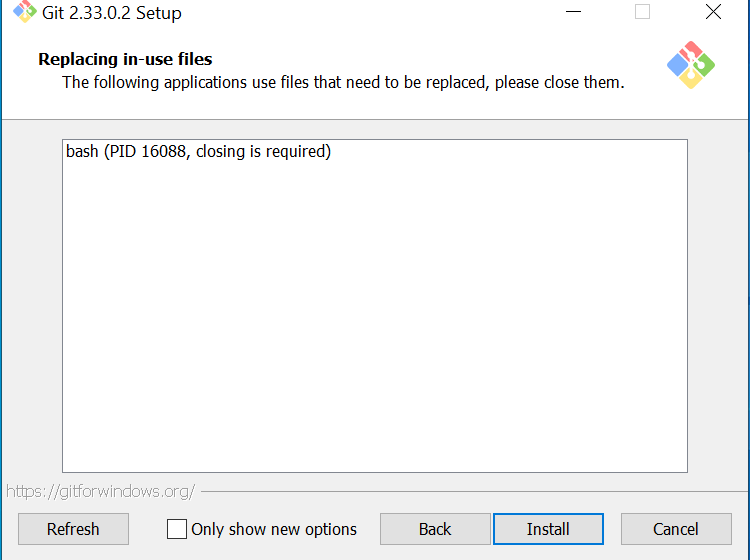 Git 2.33.0.2 Setup
Replacing in-use files
The following applications use files that need to be replaced, please close them.
bash (PID 16088, closing is required)
https://gitforwindows.org/
Refresh
Only show new options
Back
Install
Cancel